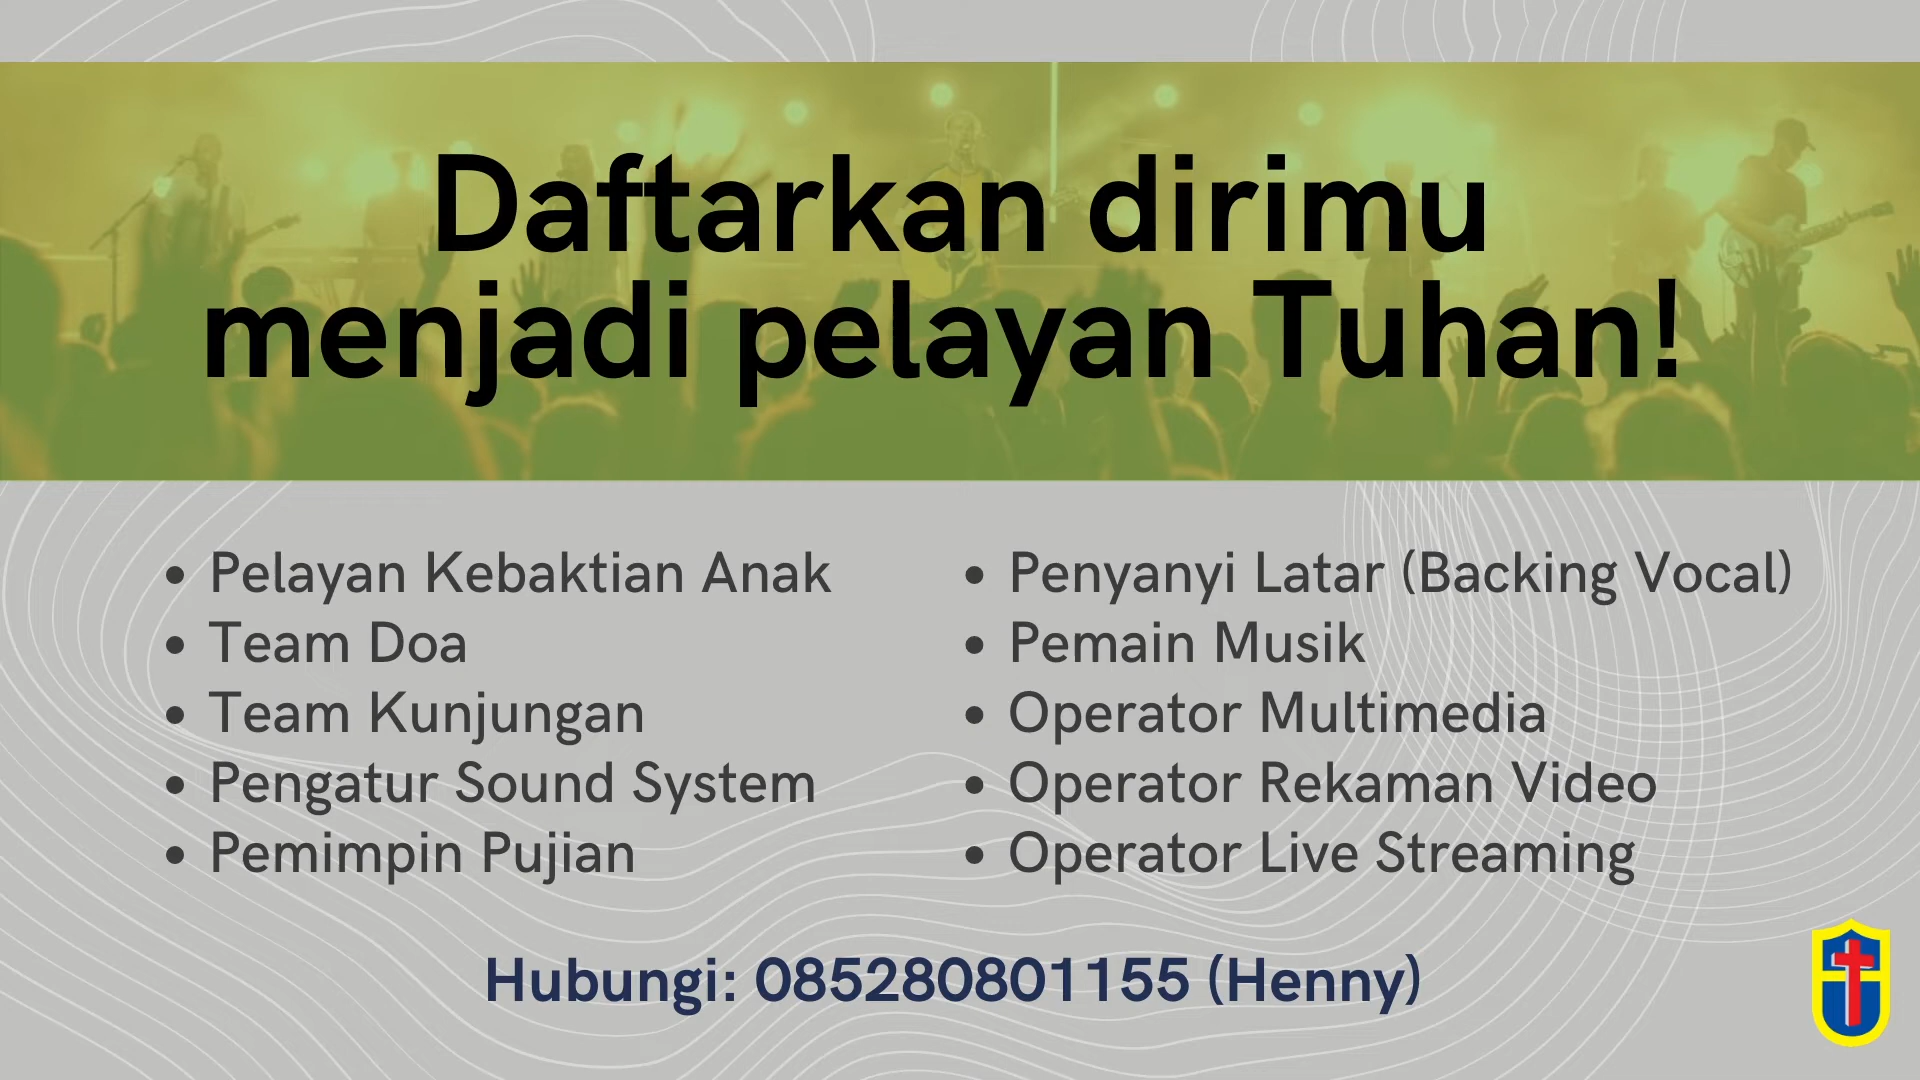 Daftarkan dirimu
menjadi pelayan Tuhan!
• Pelayan Kebaktian Anak
• Team Doa
• Team Kunjungan
• Pengatur Sound System
• Pemimpin Pujian
• Penyanyi Latar (Backing Vocal)
• Pemain Musik
• Operator Multimedia
• Operator Rekaman Video
• Operator Live Streaming
Hubungi: 085280801155 (Henny)